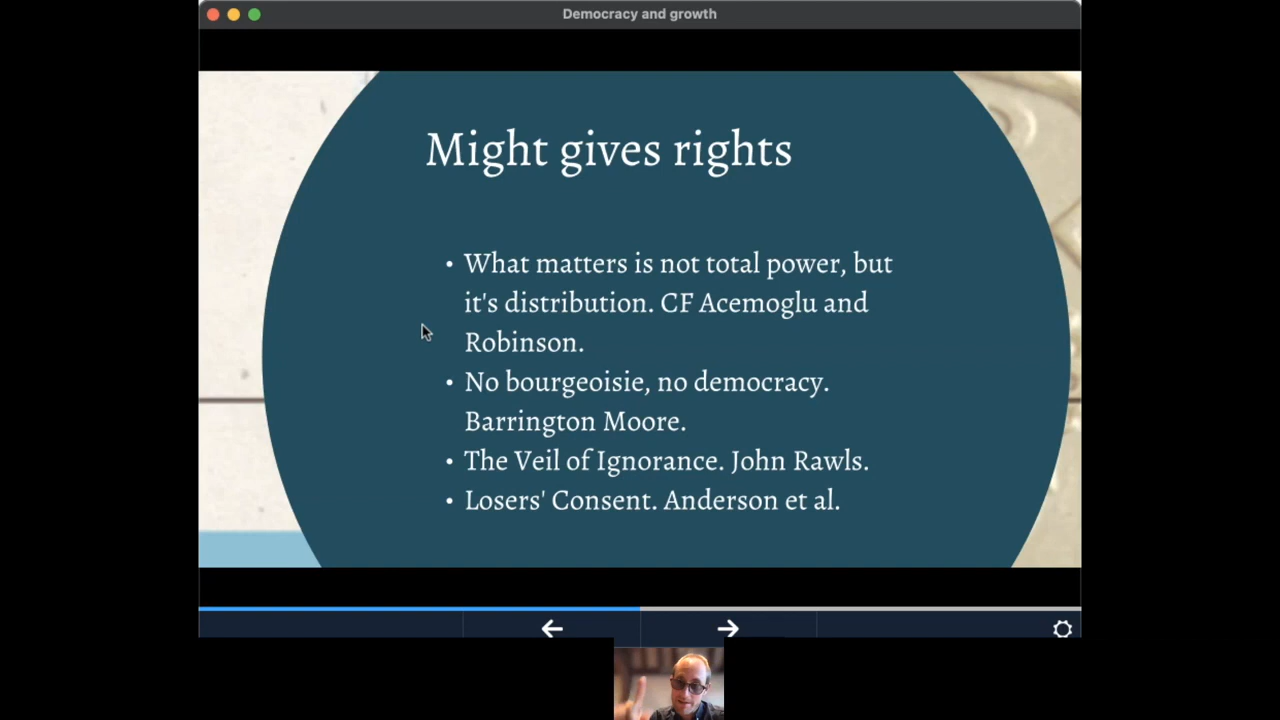 Democracy and growth
Might gives rights
• What matters is not total power, but
it's distribution. CF Acemoglu and
Robinson.
• No bourgeoisie, no democracy.
Barrington Moore.
• The Veil of Ignorance. John Rawls.
• Losers' Consent. Anderson et al.